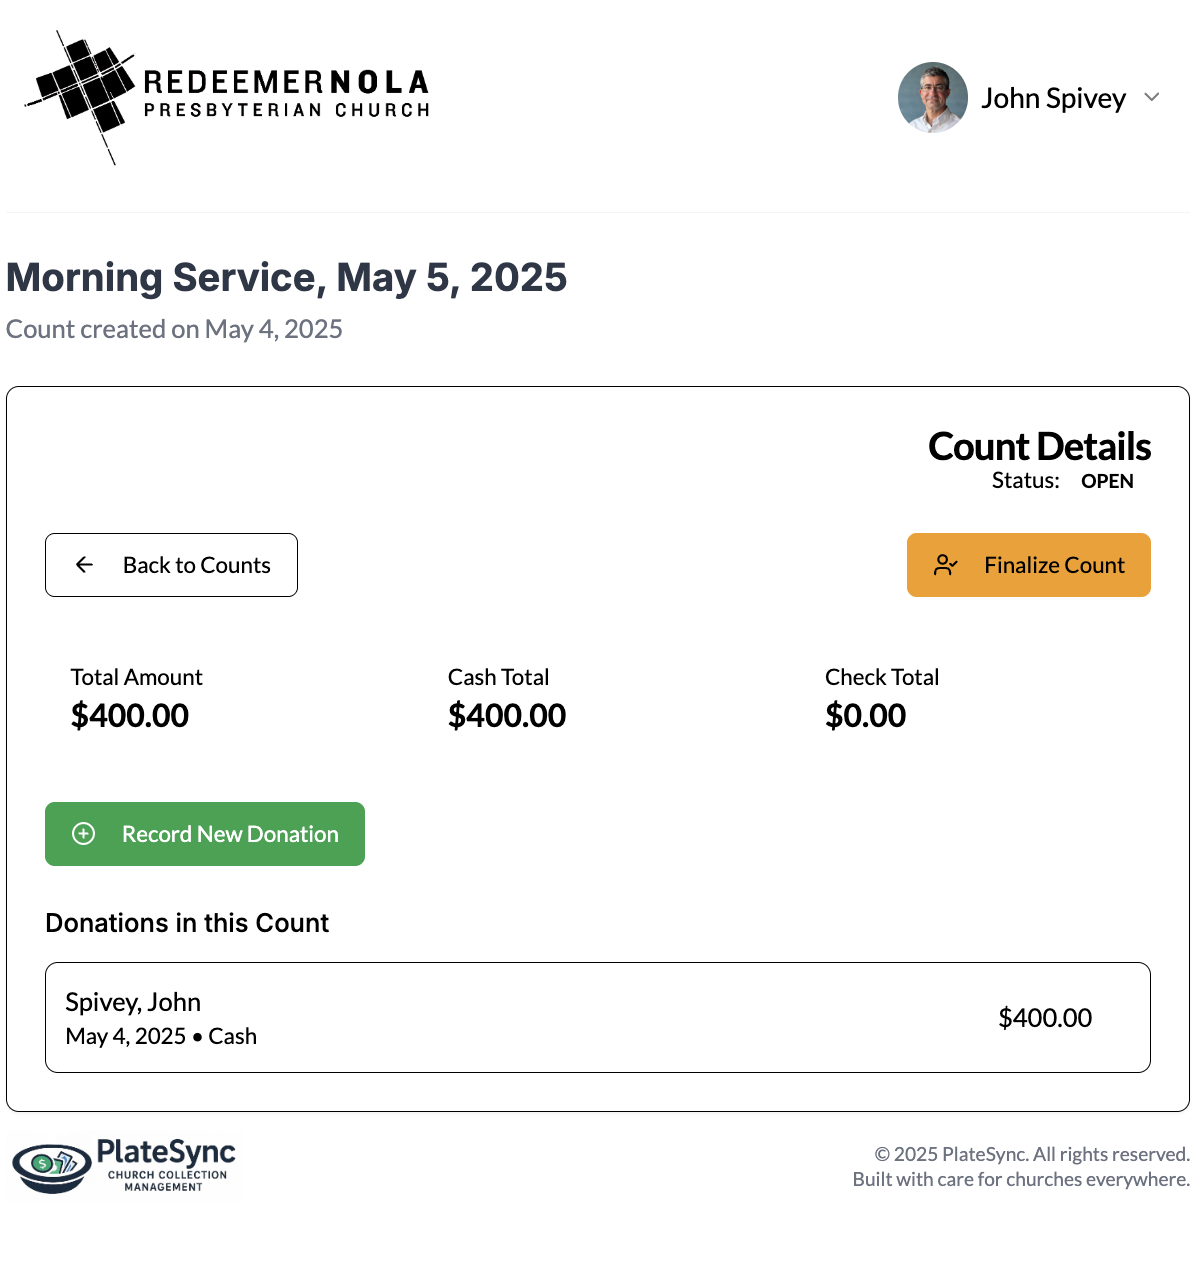 REDEEMERNOLA
PRESBYTERIAN CHURCH
John Spivey
Morning Service, May 5, 2025
Count created on May 4, 2025
Count Details
Status: OPEN
Back to Counts
Finalize Count
Total Amount
$400.00
Cash Total
$400.00
Check Total
$0.00
Record New Donation
Donations in this Count
Spivey, John
May 4, 2025 • Cash
$400.00
$
PlateSync
CHURCH COLLECTION
MANAGEMENT
© 2025 PlateSync. All rights reserved.
Built with care for churches everywhere.